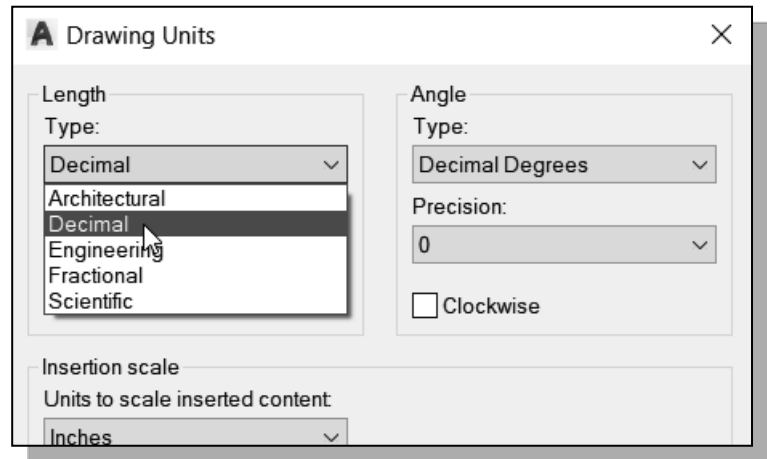 Drawing Units
Length
Type:
Decimal
Architectural
Decimal
Engineering
Fractional
Scientific
Angle
Type:
Decimal Degrees
Precision:
0
Clockwise
Insertion scale
Units to scale inserted content:
Inches